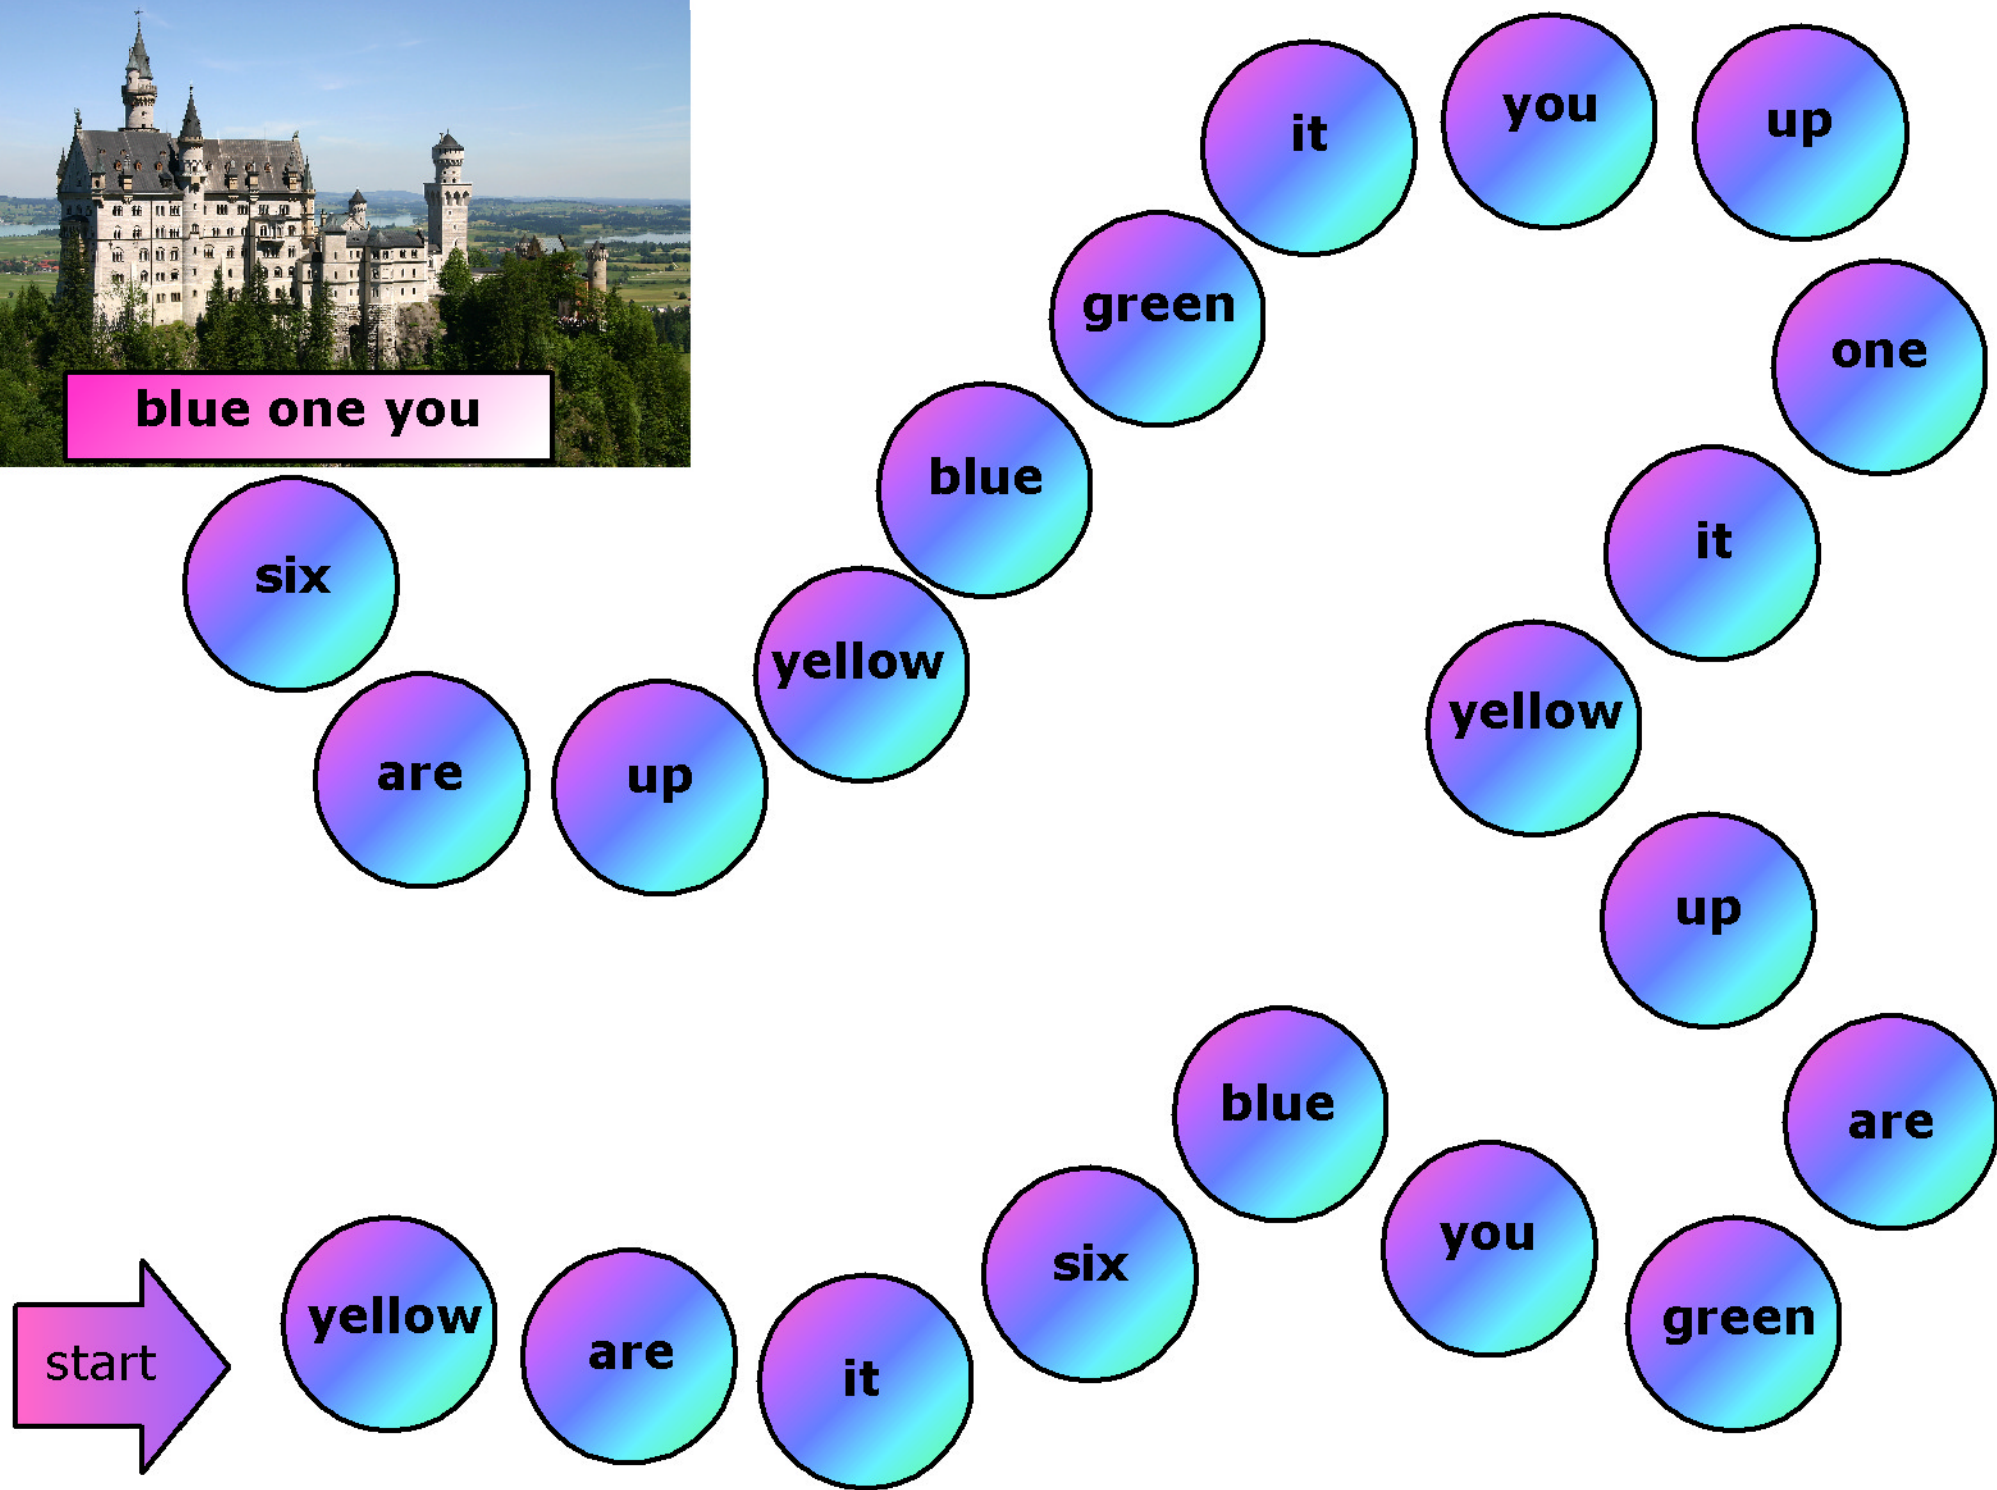 start
yellow
are
it
six
blue
you
green
are
up
yellow
it
one
up
you
it
green
blue
yellow
up
are
six
blue one you